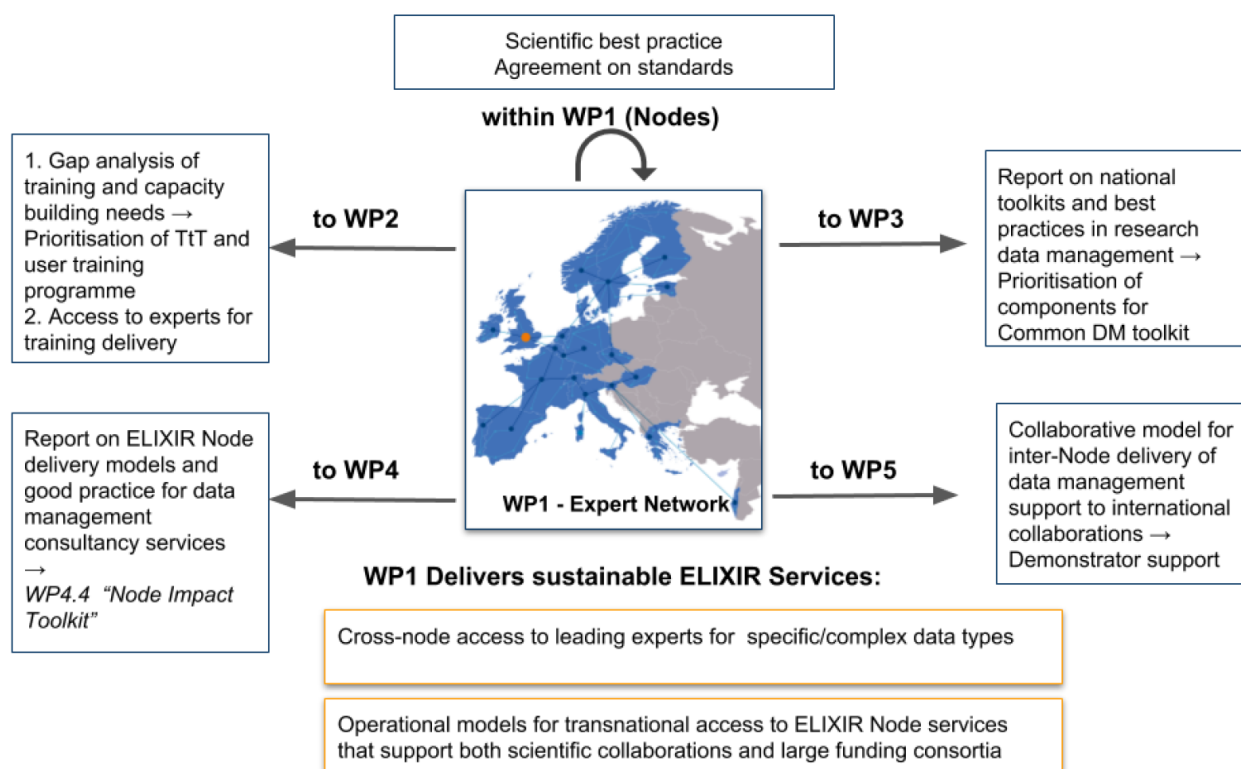 Scientific best practice
Agreement on standards
within WP1 (Nodes)
1. Gap analysis of
training and capacity
building needs →
Prioritisation of TtT and
user training
programme
2. Access to experts for
training delivery
to WP2
to WP3
Report on national
toolkits and best
practices in research
data management →
Prioritisation of
components for
Common DM toolkit
Report on ELIXIR Node
delivery models and
good practice for data
management
consultancy services
→
WP4.4 “Node Impact
Toolkit”
to WP4
to WP5
Collaborative model for
inter-Node delivery of
data management
support to international
collaborations →
Demonstrator support
WP1 - Expert Network
WP1 Delivers sustainable ELIXIR Services:
Cross-node access to leading experts for specific/complex data types
Operational models for transnational access to ELIXIR Node services
that support both scientific collaborations and large funding consortia